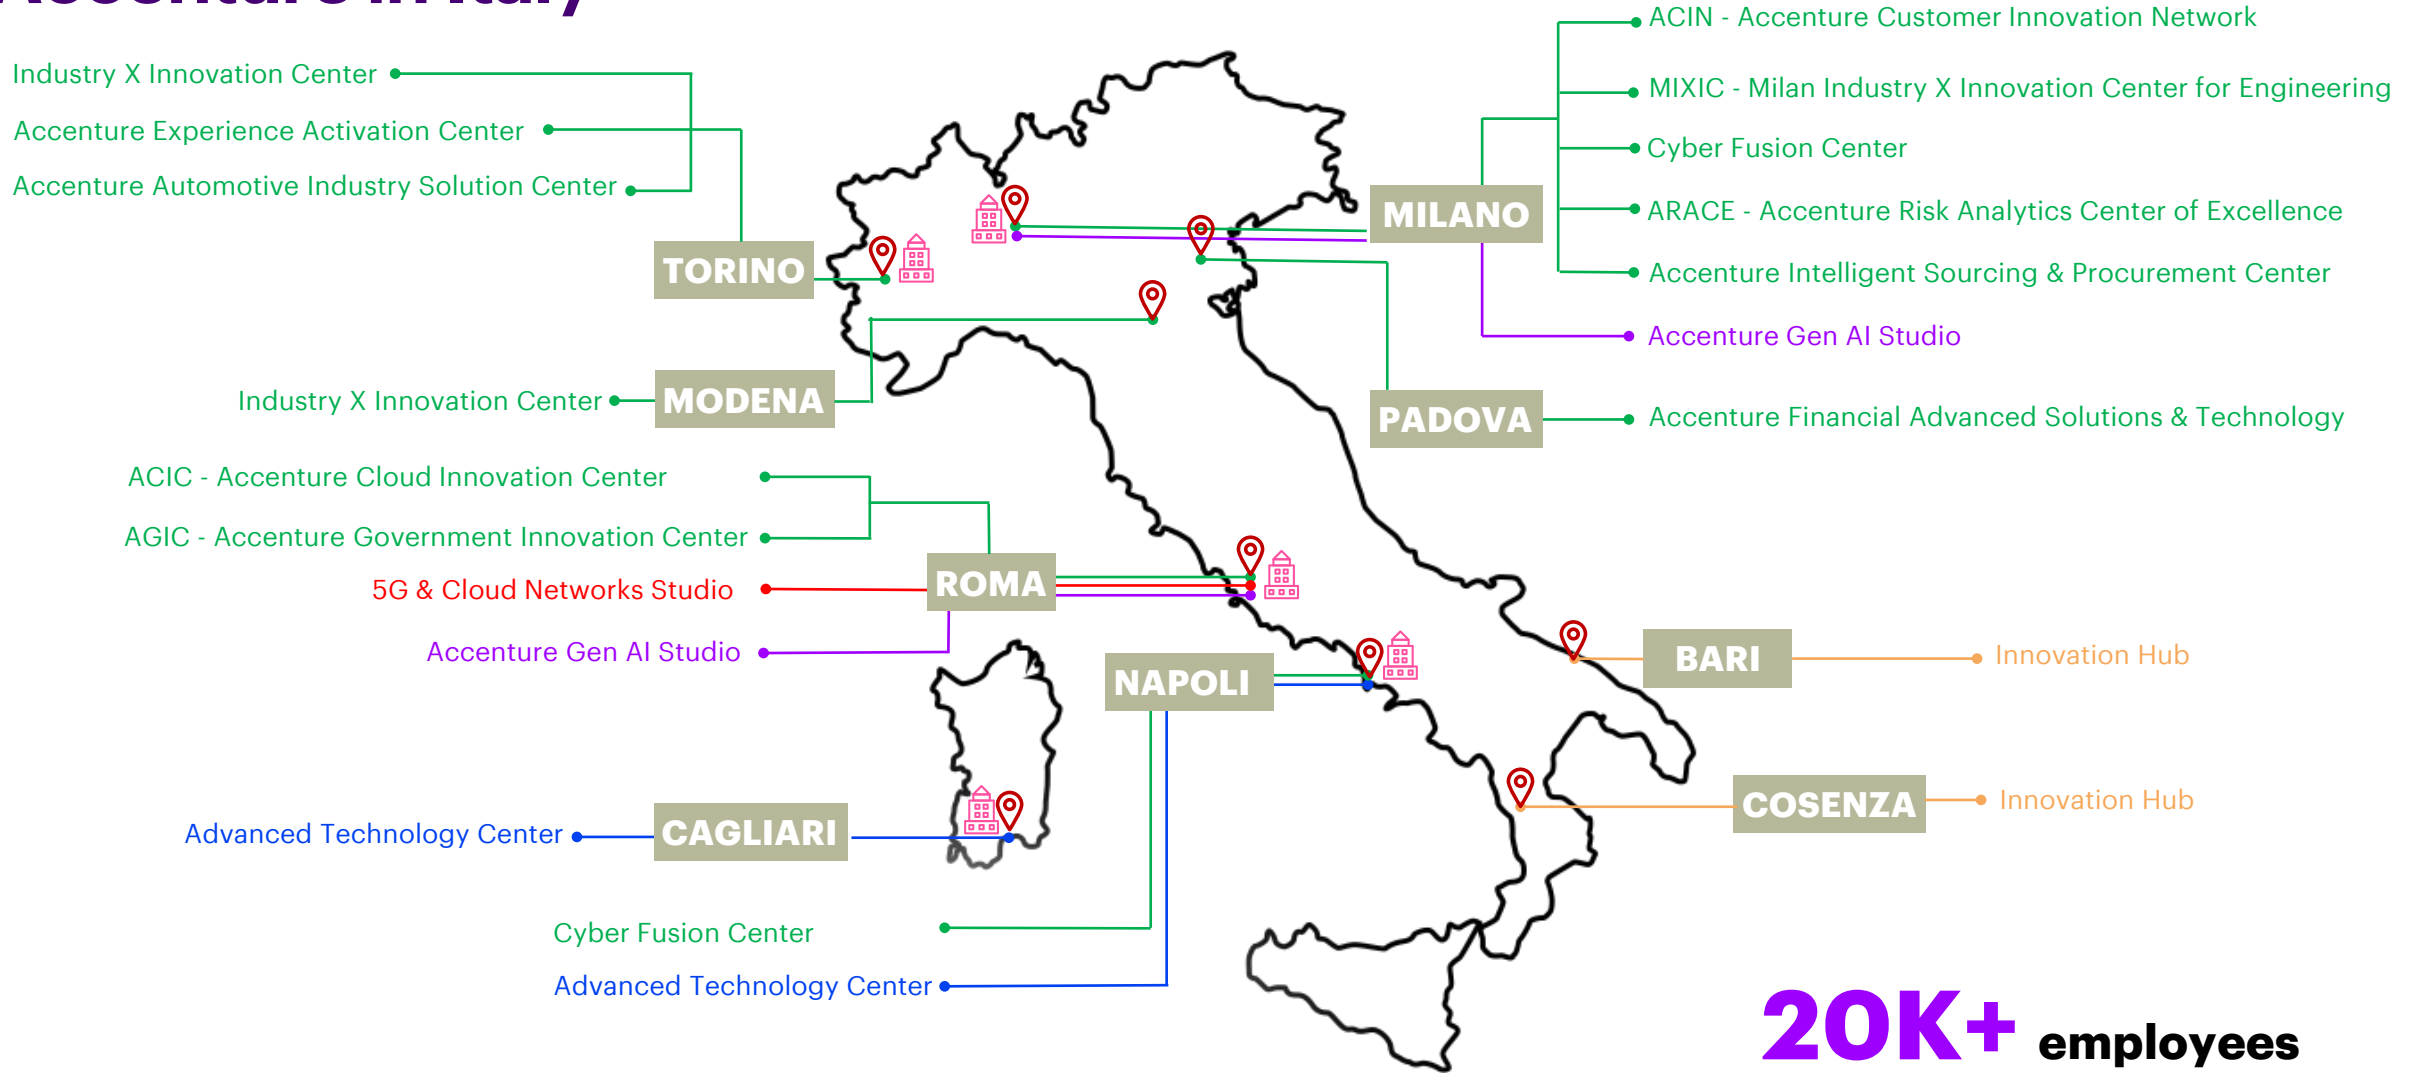 Accenture in Italy
Industry X Innovation Center
Accenture Experience Activation Center
Accenture Automotive Industry Solution Center
TORINO
ACIN - Accenture Customer Innovation Network
MIXIC - Milan Industry X Innovation Center for Engineering
Cyber Fusion Center
ARACE - Accenture Risk Analytics Center of Excellence
Accenture Intelligent Sourcing & Procurement Center
MILANO
Accenture Gen AI Studio
Industry X Innovation Center
MODENA
PADOVA
Accenture Financial Advanced Solutions & Technology
ACIC - Accenture Cloud Innovation Center
AGIC - Accenture Government Innovation Center
5G & Cloud Networks Studio
ROMA
Accenture Gen AI Studio
NAPOLI
BARI
Innovation Hub
COSENZA
Innovation Hub
Advanced Technology Center
CAGLIARI
Cyber Fusion Center
Advanced Technology Center
20K+ employees